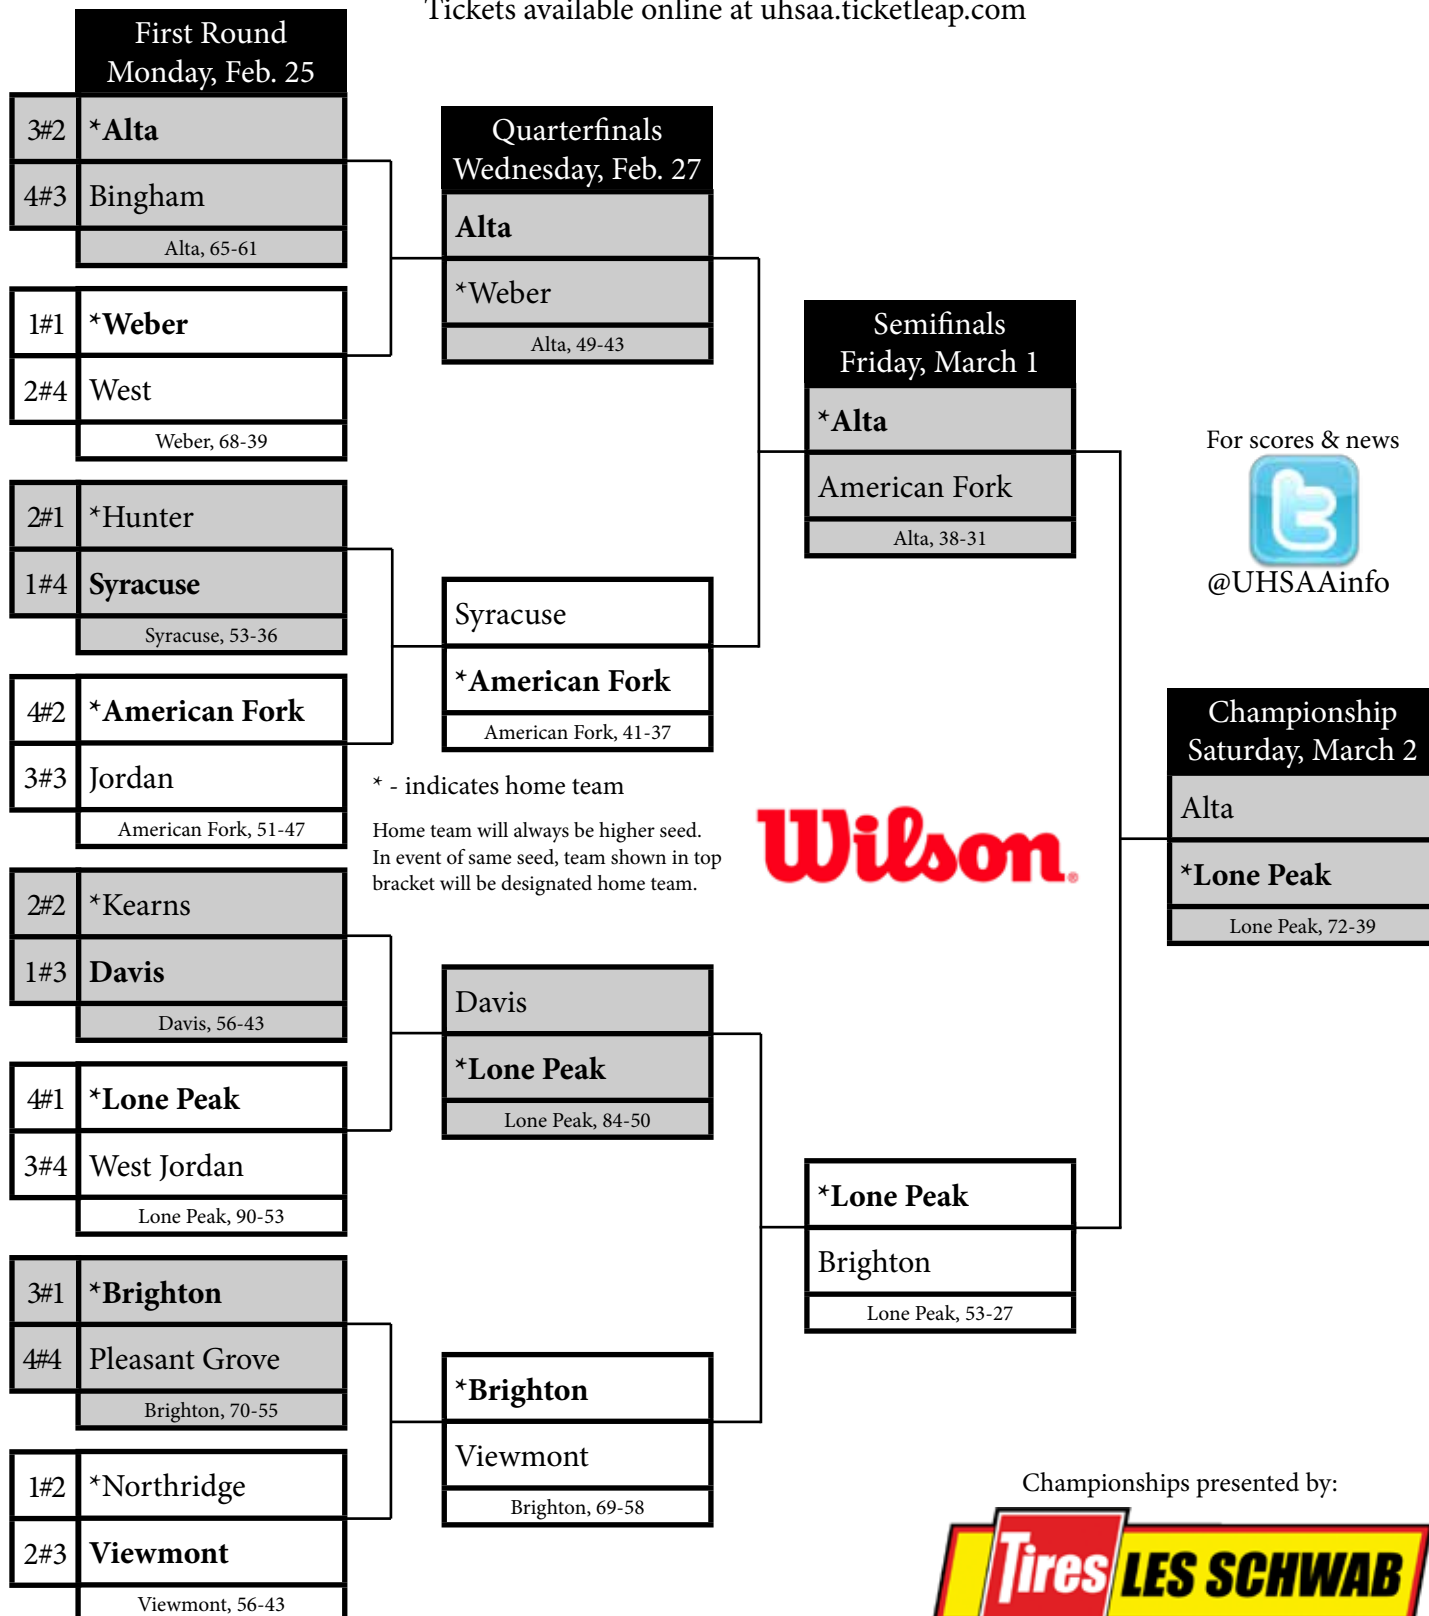 Tickets available online at uhsaa.ticketleap.com
First Round
Monday, Feb. 25
3#2 *Alta
4#3 Bingham
Alta, 65-61
1#1 *Weber
2#4 West
Weber, 68-39
2#1 *Hunter
1#4 Syracuse
Syracuse, 53-36
4#2 *American Fork
3#3 Jordan
American Fork, 51-47
2#2 *Kearns
1#3 Davis
Davis, 56-43
4#1 *Lone Peak
3#4 West Jordan
Lone Peak, 90-53
3#1 *Brighton
4#4 Pleasant Grove
Brighton, 70-55
1#2 *Northridge
2#3 Viewmont
Viewmont, 56-43
Quarterfinals
Wednesday, Feb. 27
Alta
*Weber
Alta, 49-43
Syracuse
*American Fork
American Fork, 41-37
* - indicates home team
Home team will always be higher seed.
In event of same seed, team shown in top
bracket will be designated home team.
Davis
*Lone Peak
Lone Peak, 84-50
*Brighton
Viewmont
Brighton, 69-58
Semifinals
Friday, March 1
*Alta
American Fork
Alta, 38-31
Wilson®
*Lone Peak
Brighton
Lone Peak, 53-27
For scores & news
t
@UHSAAinfo
Championship
Saturday, March 2
Alta
*Lone Peak
Lone Peak, 72-39
Championships presented by:
Tires LES SCHWAB